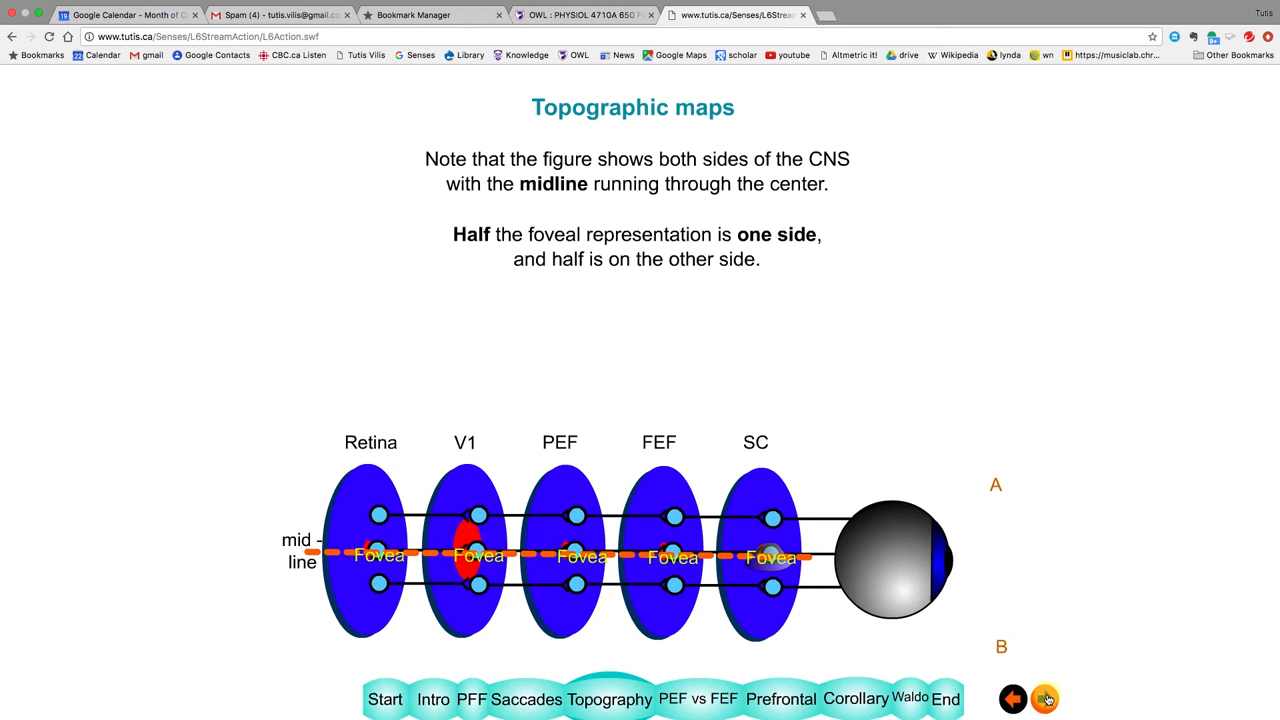 Google Calendar - Month of O
Spam (4) - tutis.vilis@gmail.co
Bookmark Manager
OWL : PHYSIOL 4710A 650 F
www.tutis.ca/Senses/L6Stream
Tutis
www.tutis.ca/Senses/L6StreamAction/L6Action.swf
Bookmarks
22 Calendar
gmail
Google Contacts
CBC.ca Listen
Tutis Vilis
Senses
Library
Knowledge
OWL
News
Google Maps
scholar
youtube
Altmetric it!
drive
Wikipedia
lynda
wn
https://musiclab.chr...
Other Bookmarks
Topographic maps
Note that the figure shows both sides of the CNS
with the midline running through the center.
Half the foveal representation is one side,
and half is on the other side.
Retina V1 PEF FEF SC
A
mid -
line
Fovea Fovea Fovea Fovea Fovea
B
Start Intro PFF Saccades Topography PEF vs FEF Prefrontal Corollary Waldo End